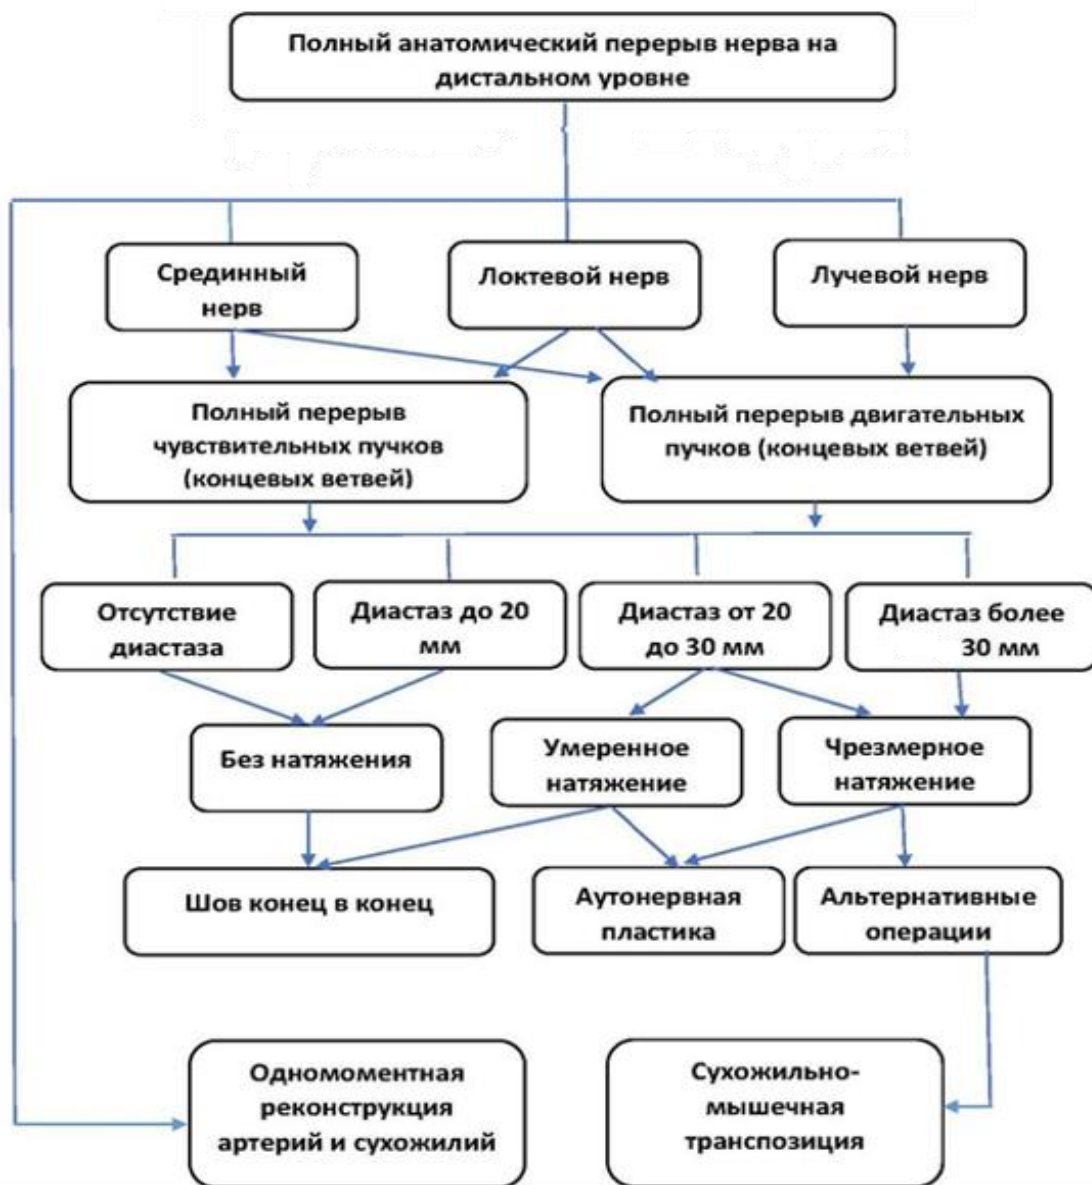 Полный анатомический перерыв нерва на
дистальном уровне
Срединный
нерв
Локтевой нерв
Лучевой нерв
Полный перерыв
чувствительных пучков
(концевых ветвей)
Полный перерыв двигательных
пучков (концевых ветвей)
Отсутствие
диастаза
Диастаз до 20
мм
Диастаз от 20
до 30 мм
Диастаз более
30 мм
Без натяжения
Умеренное
натяжение
Чрезмерное
натяжение
Шов конец в конец
Аутонервная
пластика
Альтернативные
операции
Одномоментная
реконструкция
артерий и сухожилий
Сухожильно-
мышечная
транспозиция